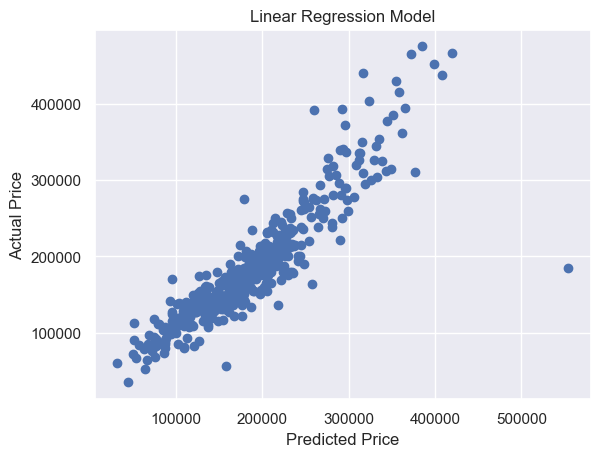 Linear Regression Model
Actual Price
400000
300000
200000
100000
100000 200000 300000 400000 500000
Predicted Price